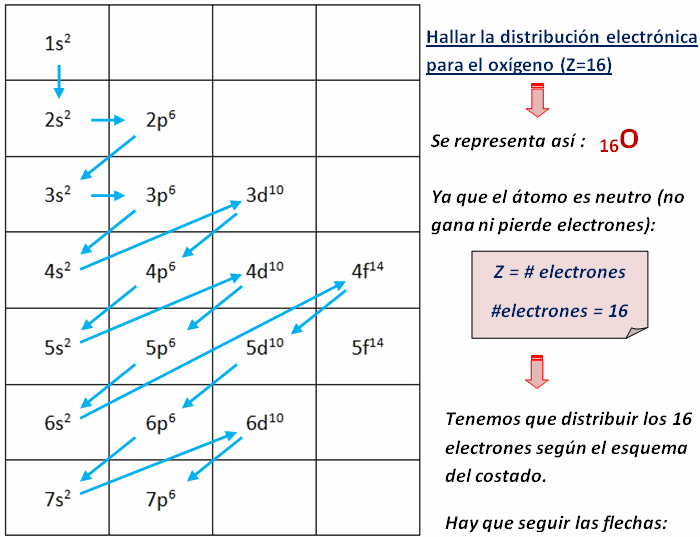 1s²
2s² 2p⁶
3s² 3p⁶ 3d¹⁰
4s² 4p⁶ 4d¹⁰ 4f¹⁴
5s² 5p⁶ 5d¹⁰ 5f¹⁴
6s² 6p⁶ 6d¹⁰
7s² 7p⁶
Hallar la distribución electrónica
para el oxígeno (Z=16)
Se representa así : ₁₆O
Ya que el átomo es neutro (no
gana ni pierde electrones):
Z = # electrones
#electrones = 16
Tenemos que distribuir los 16
electrones según el esquema
del costado.
Hay que seguir las flechas: